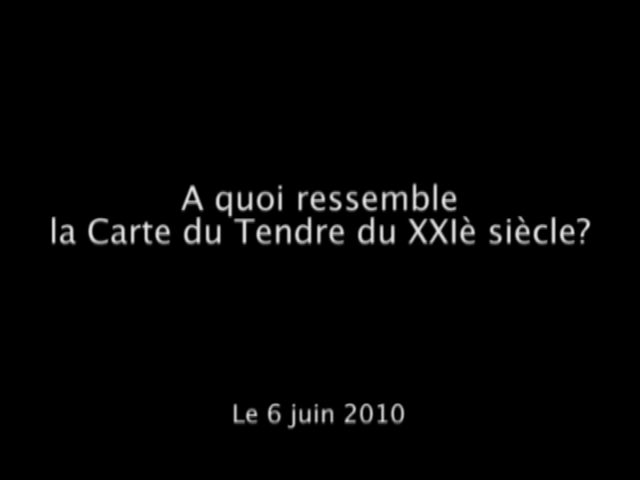 A quoi ressemble
la Carte du Tendre du XXIè siècle?
Le 6 juin 2010